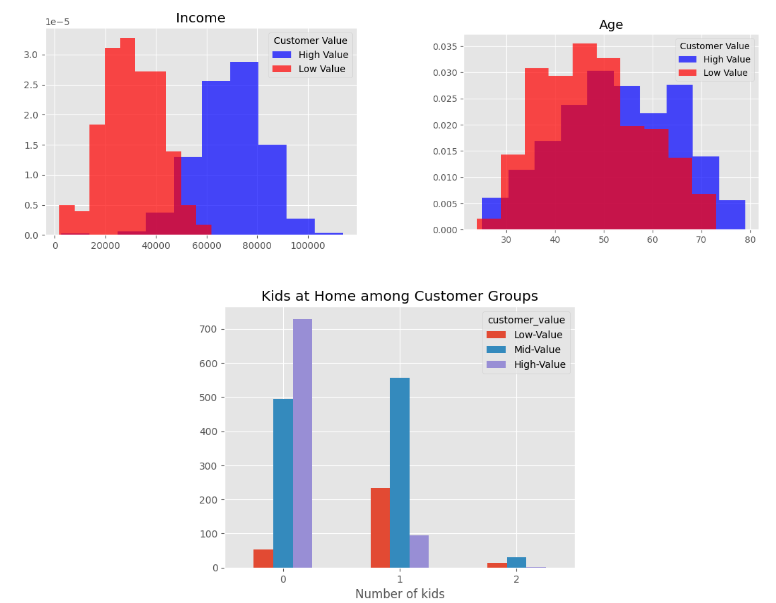 Income
1e−5
Customer Value
High Value
Low Value
3.0
2.5
2.0
1.5
1.0
0.5
0.0
0 20000 40000 60000 80000 100000
Age
Customer Value
High Value
Low Value
0.035
0.030
0.025
0.020
0.015
0.010
0.005
0.000
30 40 50 60 70 80
Kids at Home among Customer Groups
customer_value
Low-Value
Mid-Value
High-Value
700
600
500
400
300
200
100
0
0 1 2
Number of kids